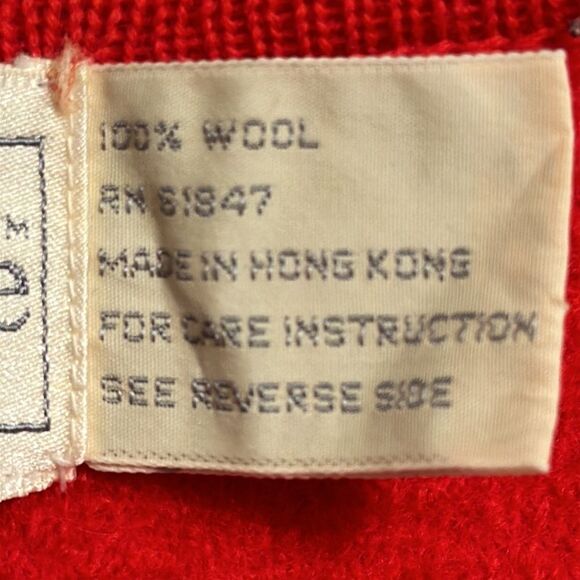 100% WOOL
RN 61847
MADE IN HONG KONG
FOR CARE INSTRUCTION
SEE REVERSE SIDE